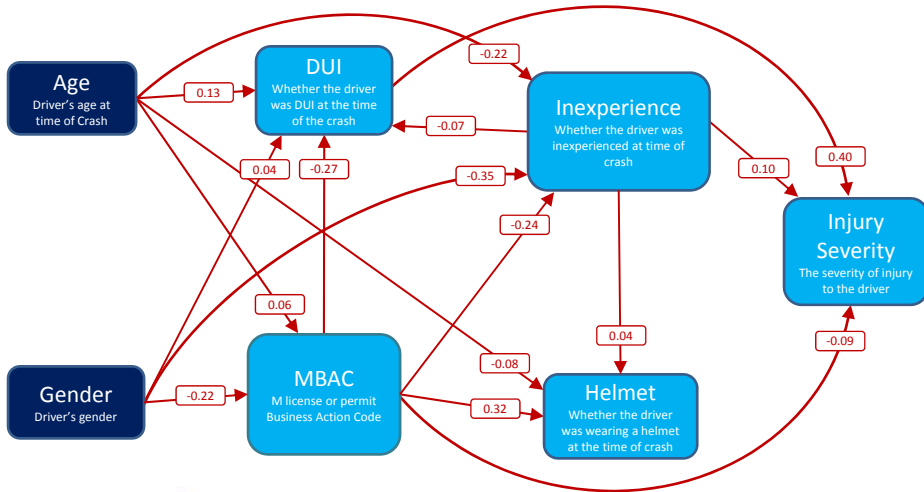 Age
Driver's age at
time of Crash
DUI
Whether the driver
was DUI at the time
of the crash
Inexperience
Whether the driver was
inexperienced at time of
crash
Injury
Severity
The severity of injury
to the driver
Gender
Driver's gender
MBAC
M license or permit
Business Action Code
Helmet
Whether the driver
was wearing a helmet
at the time of crash
0.13
-0.22
-0.07
0.04
-0.27
-0.35
0.10
0.40
-0.24
0.06
-0.08
0.04
-0.09
-0.22
0.32